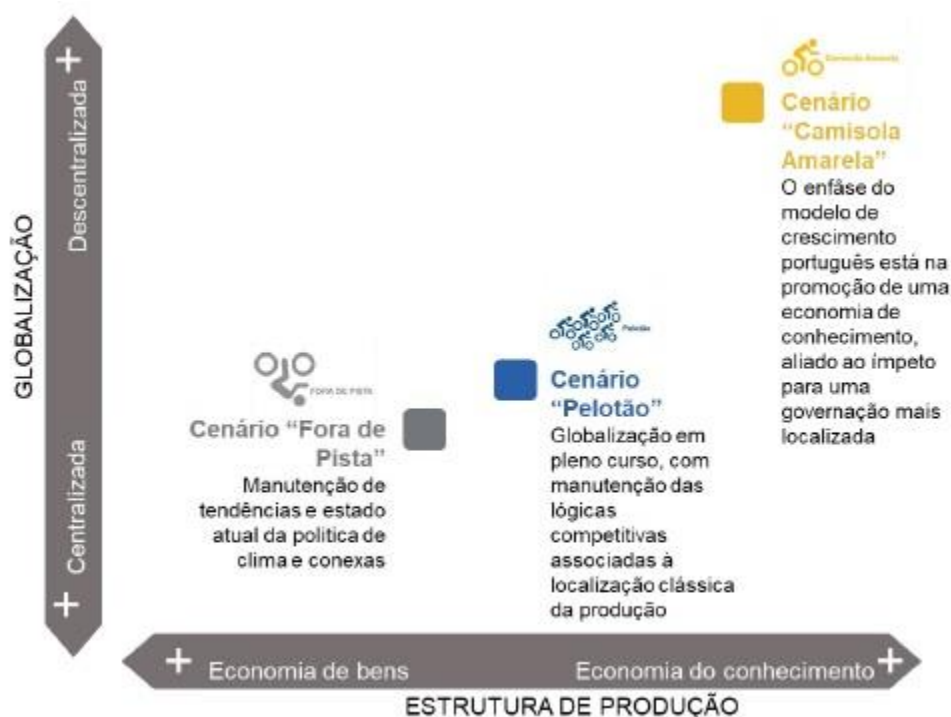 GLOBALIZAÇÃO
+
Descentralizada
Centralizada
+
Camisola Amarela
Cenário
“Camisola
Amarela”
O enfâse do
modelo de
crescimento
português está na
promoção de uma
economia de
conhecimento,
aliado ao ímpeto
para uma
governação mais
localizada
Pelotão
Cenário
“Pelotão”
Globalização em
pleno curso, com
manutenção das
lógicas
competitivas
associadas à
localização clássica
da produção
FORA DE PISTA
Cenário “Fora de
Pista”
Manutenção de
tendências e estado
atual da política de
clima e conexas
+ Economia de bens
Economia do conhecimento +
ESTRUTURA DE PRODUÇÃO